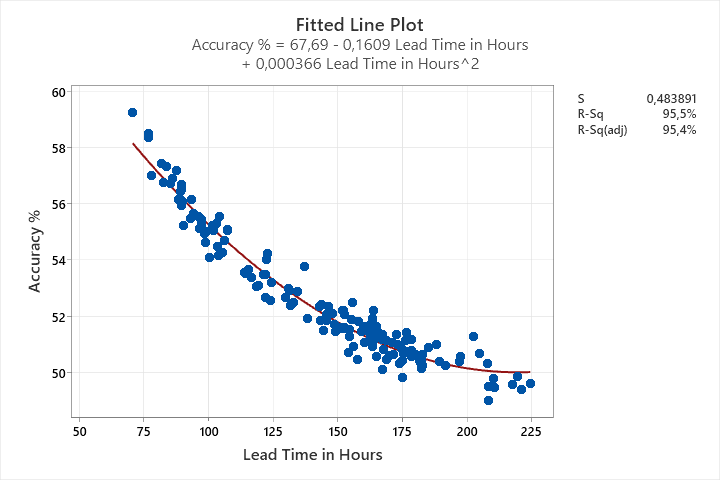 Fitted Line Plot
Accuracy % = 67,69 - 0,1609 Lead Time in Hours
+ 0,000366 Lead Time in Hours^2
S 0,483891
R-Sq 95,5%
R-Sq(adj) 95,4%
60
58
56
54
52
50
Accuracy %
50 75 100 125 150 175 200 225
Lead Time in Hours